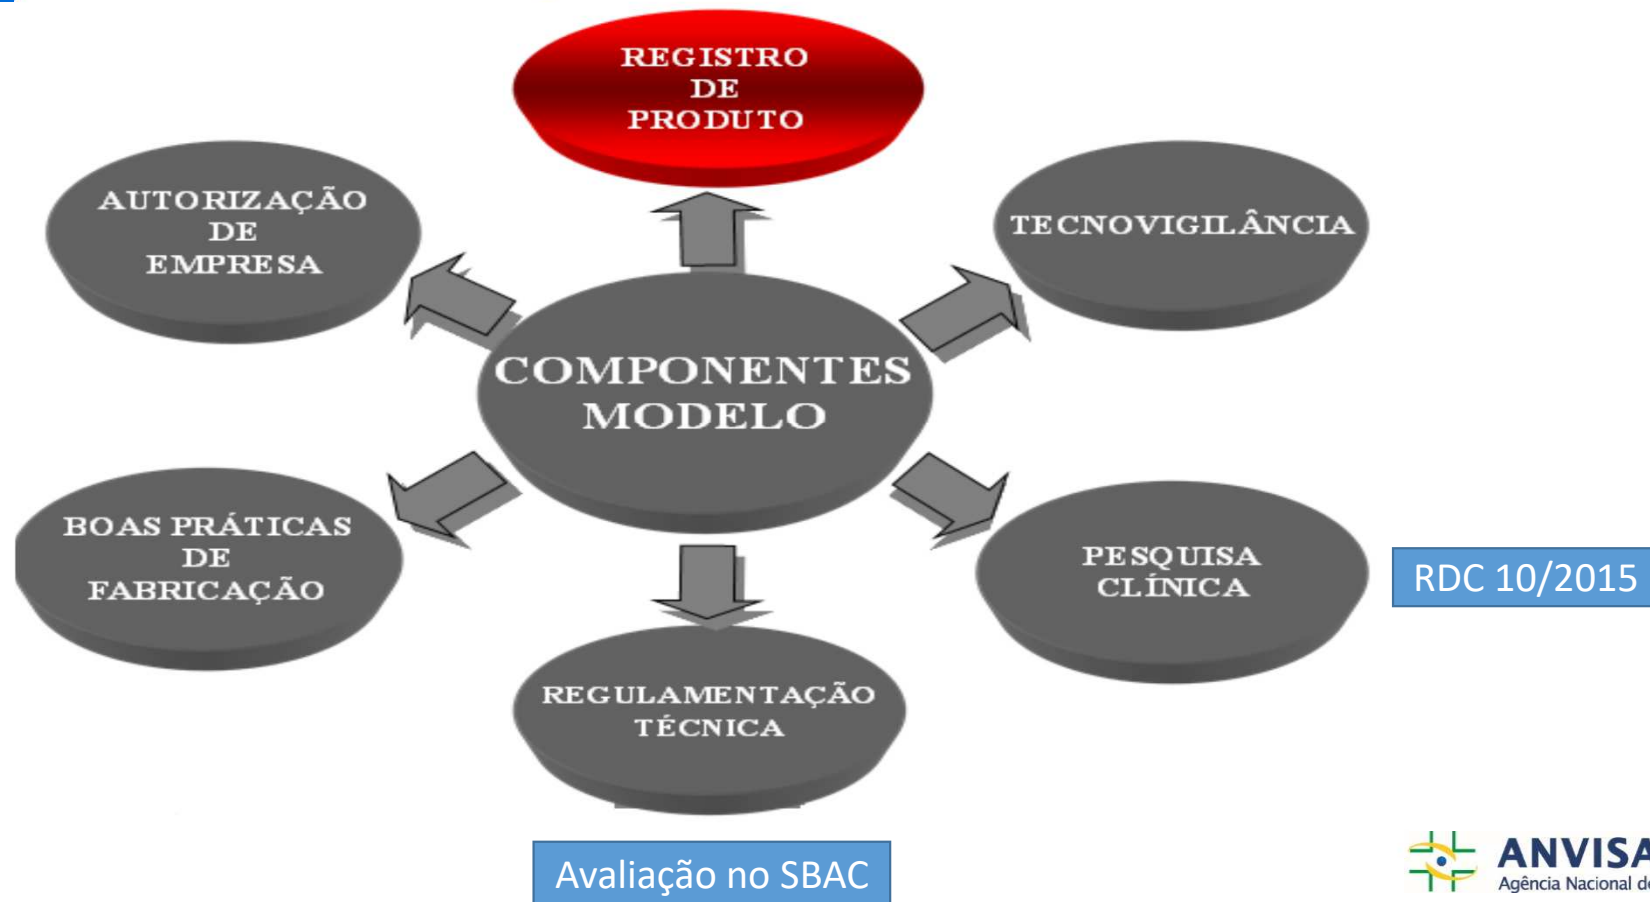 REGISTRO
DE
PRODUTO
AUTORIZAÇÃO
DE
EMPRESA
TECNOVIGILÂNCIA
COMPONENTES
MODELO
BOAS PRÁTICAS
DE
FABRICAÇÃO
PESQUISA
CLÍNICA
RDC 10/2015
REGULAMENTAÇÃO
TÉCNICA
Avaliação no SBAC
ANVISA
Agência Nacional de